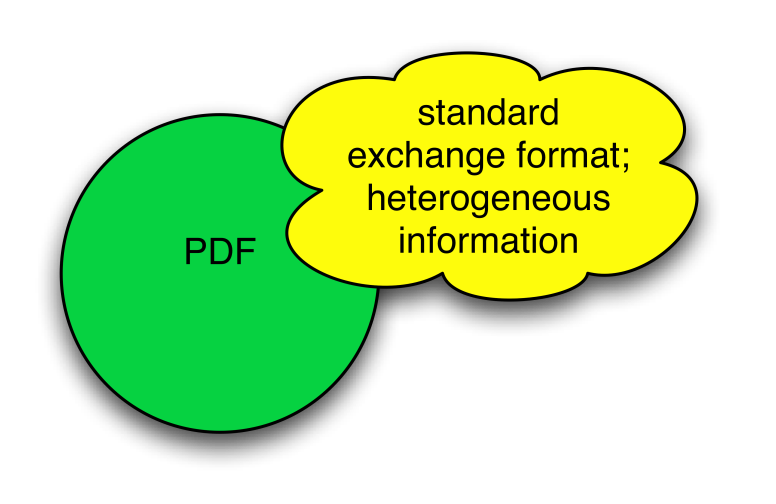 PDF
standard
exchange format;
heterogeneous
information